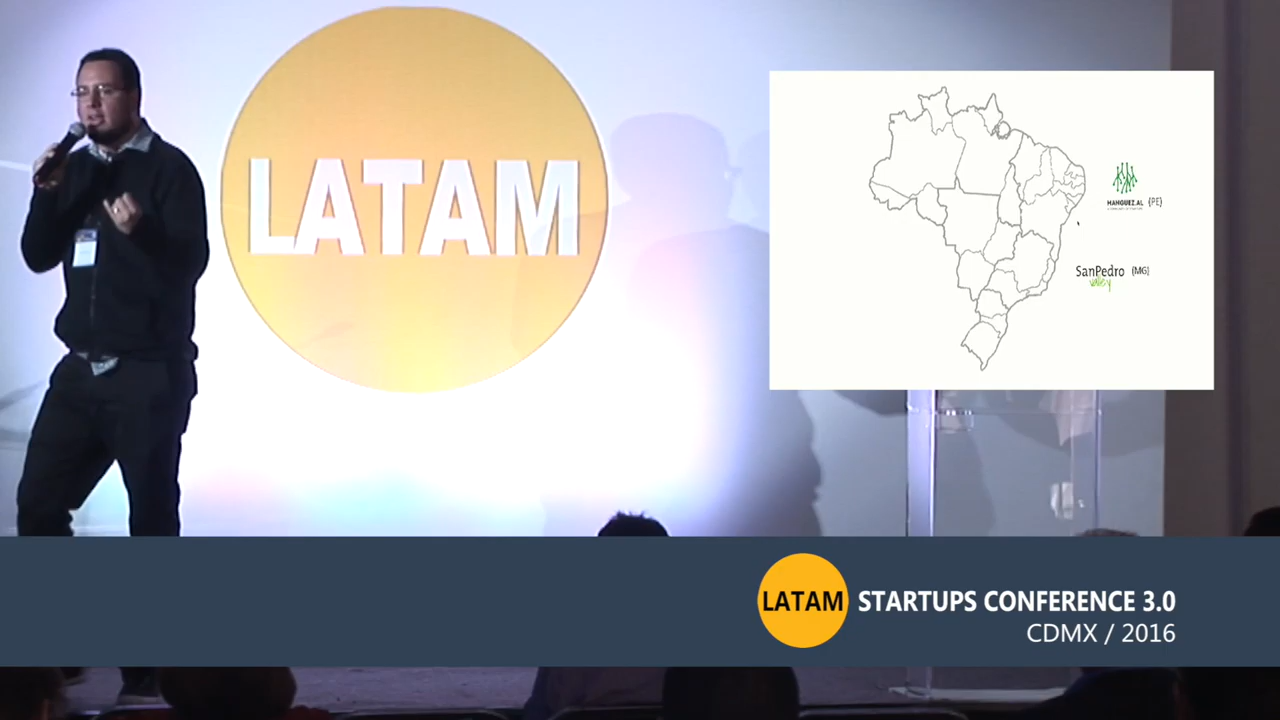 LATAM
MANGUEZ.AL {PE}
SanPedro {MG}
valley
LATAM STARTUPS CONFERENCE 3.0
CDMX / 2016